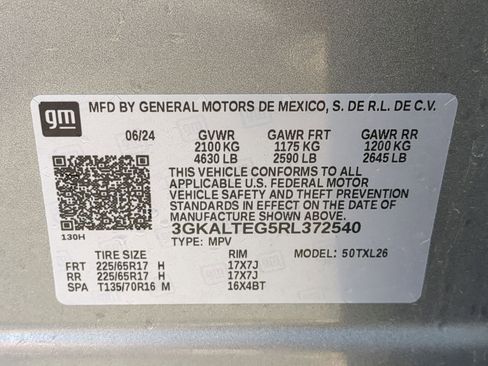 gm
MFD BY GENERAL MOTORS DE MEXICO, S. DE R.L. DE C.V.
06/24 GVWR GAWR FRT GAWR RR
2100 KG 1175 KG 1200 KG
4630 LB 2590 LB 2645 LB
THIS VEHICLE CONFORMS TO ALL
APPLICABLE U.S. FEDERAL MOTOR
VEHICLE SAFETY AND THEFT PREVENTION
STANDARDS IN EFFECT ON THE DATE OF
MANUFACTURE SHOWN ABOVE.
3GKALTEG5RL372540
130H
TYPE: MPV MODEL: 50TXL26
TIRE SIZE RIM
FRT 225/65R17 H 17X7J
RR 225/65R17 H 17X7J
SPA T135/70R16 M 16X4BT